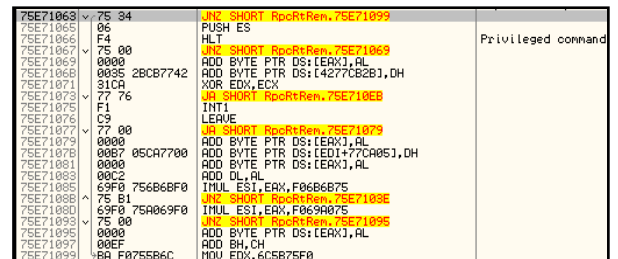 75E71063 75 34 JNZ SHORT RpcRtRem.75E71099
75E71065 06 PUSH ES
75E71066 F4 HLT Privileged command
75E71067 75 00 JNZ SHORT RpcRtRem.75E71069
75E71069 0000 ADD BYTE PTR DS:[EAX],AL
75E7106B 0035 2BCB7742 ADD BYTE PTR DS:[4277CB2B],DH
75E71071 31CA XOR EDX,ECX
75E71073 77 76 JA SHORT RpcRtRem.75E710EB
75E71075 F1 INT1
75E71076 C9 LEAVE
75E71077 77 00 JA SHORT RpcRtRem.75E71079
75E71079 0000 ADD BYTE PTR DS:[EAX],AL
75E7107B 00B7 05CA7700 ADD BYTE PTR DS:[EDI+77CA05],DH
75E71081 0000 ADD BYTE PTR DS:[EAX],AL
75E71083 00C2 ADD DL,AL
75E71085 69F0 756B6BF0 IMUL ESI,EAX,F06B6B75
75E7108B ^ 75 B1 JNZ SHORT RpcRtRem.75E7103E
75E7108D 69F0 75A069F0 IMUL ESI,EAX,F069A075
75E71093 75 00 JNZ SHORT RpcRtRem.75E71095
75E71095 0000 ADD BYTE PTR DS:[EAX],AL
75E71097 00EF ADD BH,CH
75E71099 BA F0755B6C MOV EDX,6C5B75F0